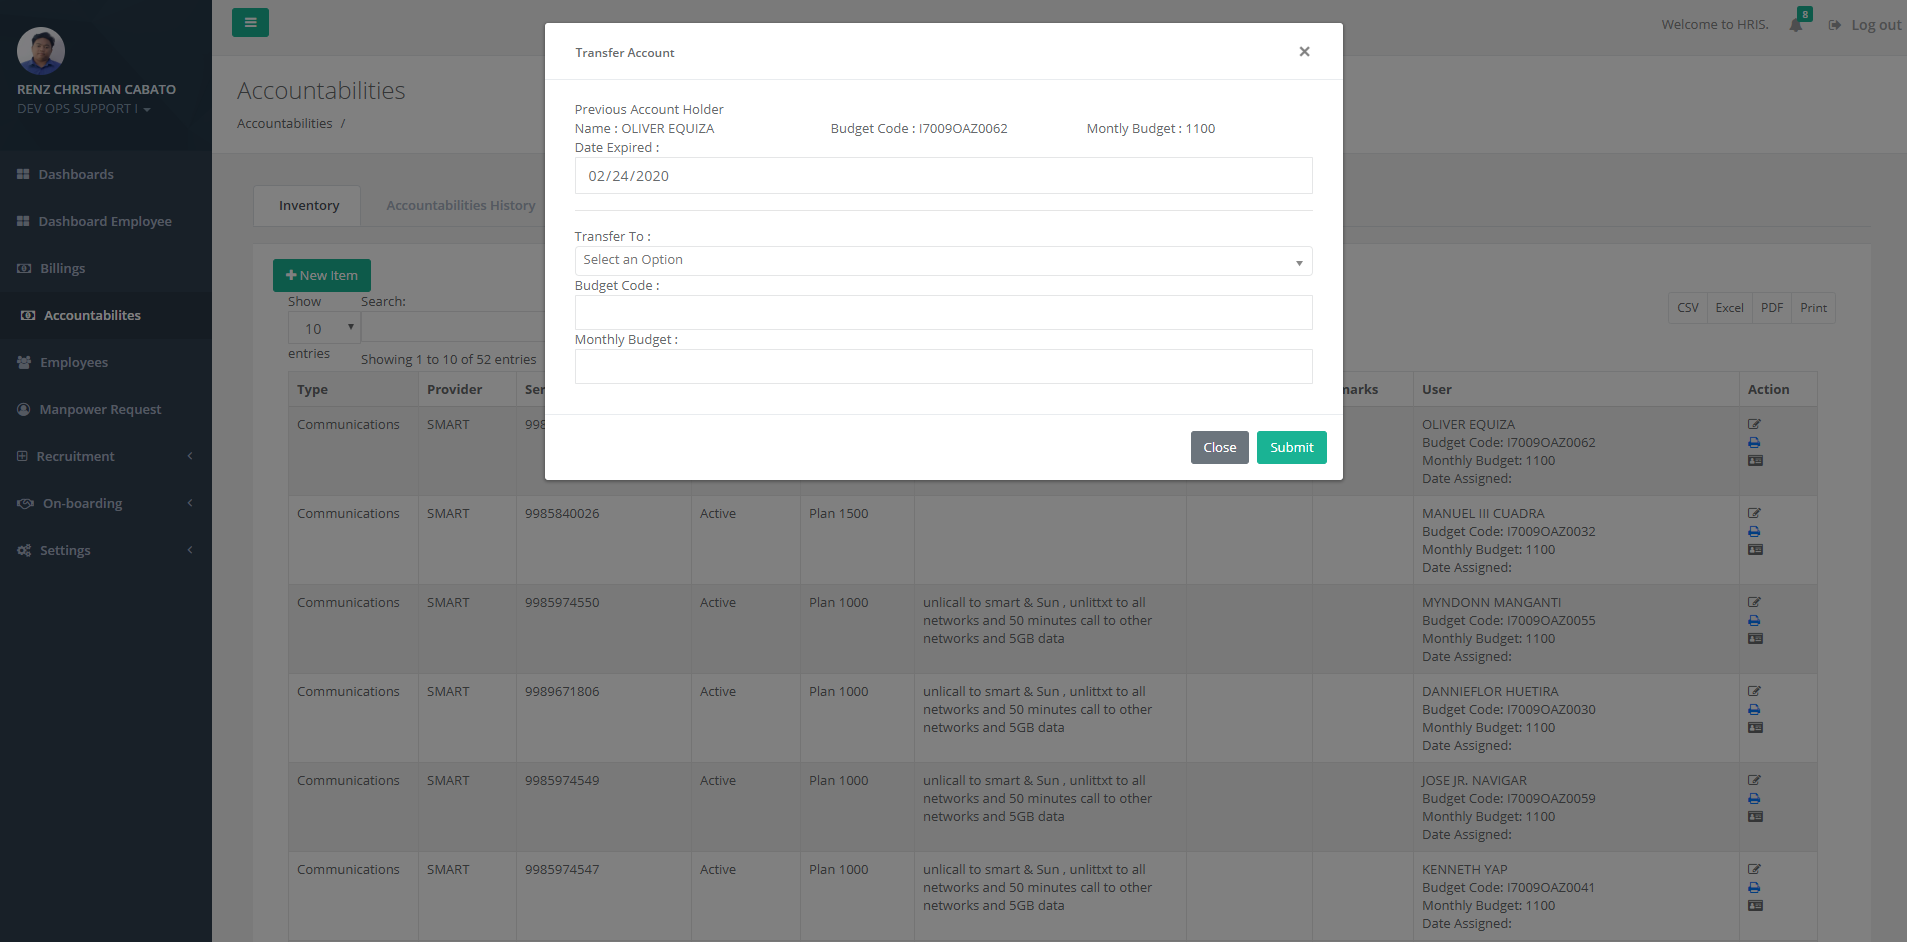 RENZ CHRISTIAN CABATO
DEV OPS SUPPORT I
Dashboards
Dashboard Employee
Billings
Accountabilites
Employees
Manpower Request
Recruitment
On-boarding
Settings
Welcome to HRIS.
8
Log out
Accountabilities
Accountabilities /
Inventory
Accountabilities History
New Item
Show
10
entries
Search:
Showing 1 to 10 of 52 entries
CSV Excel PDF Print
Transfer Account
×
Previous Account Holder
Name : OLIVER EQUIZA Budget Code : I7009OAZ0062 Montly Budget : 1100
Date Expired :
02/24/2020
Transfer To :
Select an Option
Budget Code :
Monthly Budget :
Close Submit
Type Provider Ser marks User Action
Communications SMART 998 OLIVER EQUIZA
Budget Code: I7009OAZ0062
Monthly Budget: 1100
Date Assigned:
Communications SMART 9985840026 Active Plan 1500 MANUEL III CUADRA
Budget Code: I7009OAZ0032
Monthly Budget: 1100
Date Assigned:
Communications SMART 9985974550 Active Plan 1000 unlicall to smart & Sun , unlittxt to all MYNDONN MANGANTI
networks and 50 minutes call to other Budget Code: I7009OAZ0055
networks and 5GB data Monthly Budget: 1100
Date Assigned:
Communications SMART 9989671806 Active Plan 1000 unlicall to smart & Sun , unlittxt to all DANNIEFLOR HUETIRA
networks and 50 minutes call to other Budget Code: I7009OAZ0030
networks and 5GB data Monthly Budget: 1100
Date Assigned:
Communications SMART 9985974549 Active Plan 1000 unlicall to smart & Sun , unlittxt to all JOSE JR. NAVIGAR
networks and 50 minutes call to other Budget Code: I7009OAZ0059
networks and 5GB data Monthly Budget: 1100
Date Assigned:
Communications SMART 9985974547 Active Plan 1000 unlicall to smart & Sun , unlittxt to all KENNETH YAP
networks and 50 minutes call to other Budget Code: I7009OAZ0041
networks and 5GB data Monthly Budget: 1100
Date Assigned: